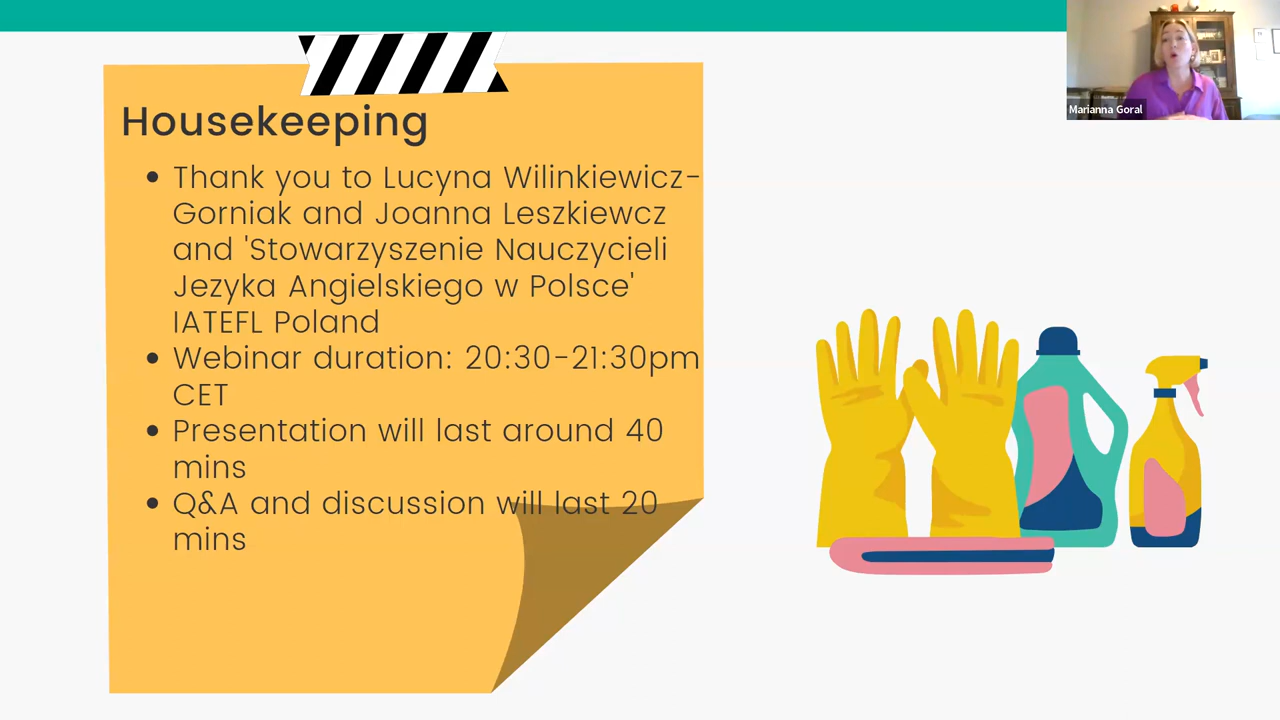 Housekeeping
Thank you to Lucyna Wilinkiewicz-
Gorniak and Joanna Leszkiewcz
and 'Stowarzyszenie Nauczycieli
Jezyka Angielskiego w Polsce'
IATEFL Poland
Webinar duration: 20:30-21:30pm
CET
Presentation will last around 40
mins
Q&A and discussion will last 20
mins
Marianna Goral